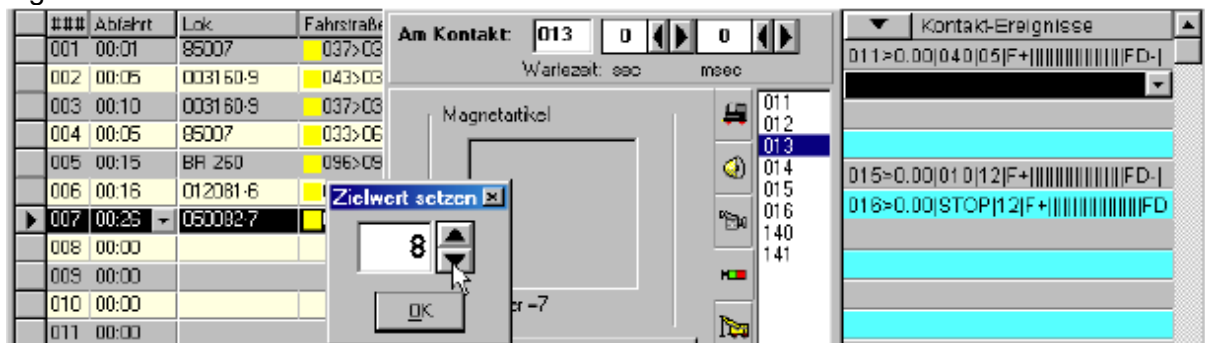 ### Abfahrt Lok Fahrstraße
001 00:01 85007 037>03
002 00:05 003160-9 043>03
003 00:10 003160-9 037>03
004 00:05 85007 033>06
005 00:15 BR 260 096>09
006 00:16 012081-6
007 00:26 050082-7
008 00:00
009 00:00
010 00:00
011 00:00
Am Kontakt: 013 0 0
Wartezeit: sec msec
Magnetartikel
011
012
013
014
015
016
140
141
Zielwert setzen
8
OK
Kontakt-Ereignisse
011>0.00|040|05|F+||||||||||||||||FD-|
015>0.00|010|12|F+||||||||||||||||FD-|
016>0.00|STOP|12|F+||||||||||||||||FD